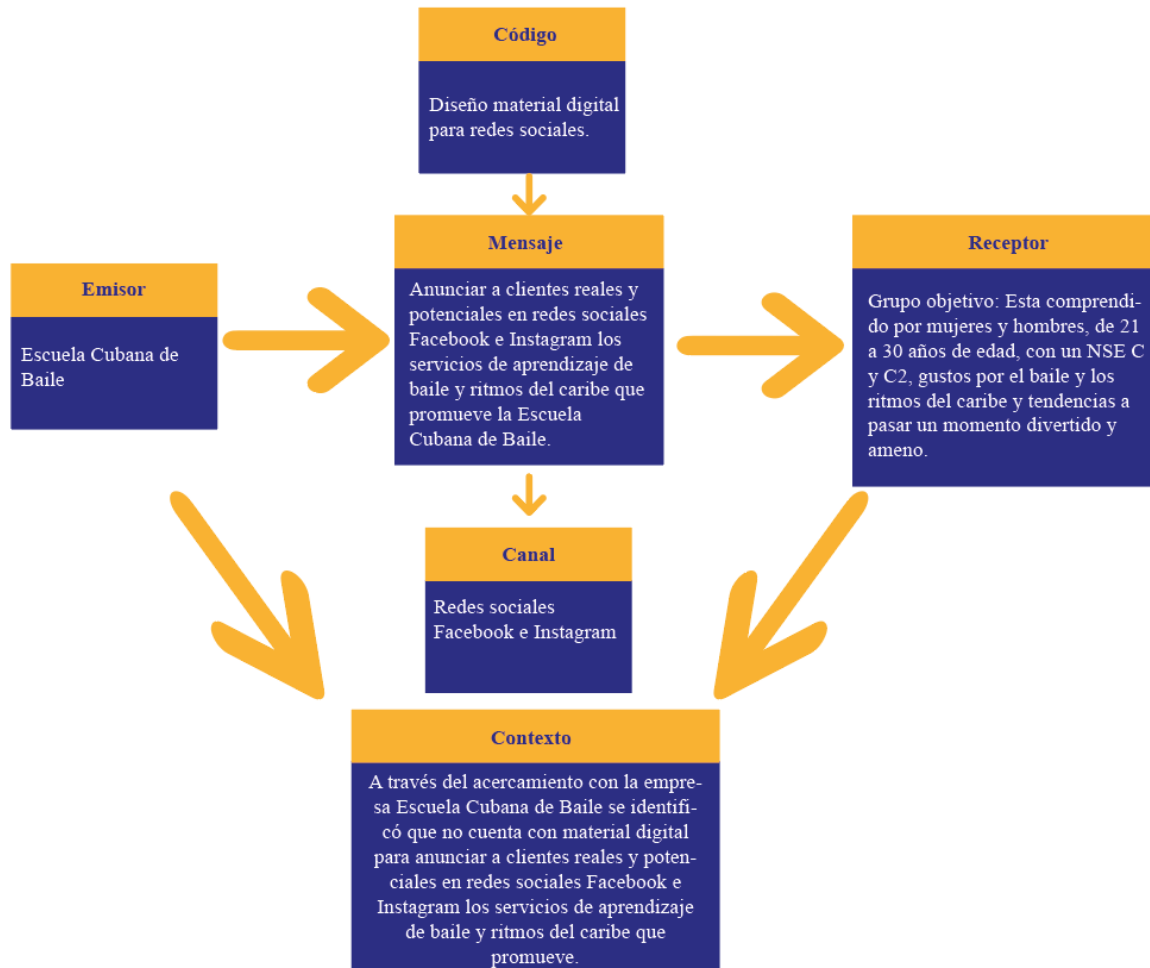 Código
Diseño material digital
para redes sociales.
Emisor
Escuela Cubana de
Baile
Mensaje
Anunciar a clientes reales y
potenciales en redes sociales
Facebook e Instagram los
servicios de aprendizaje de
baile y ritmos del caribe que
promueve la Escuela
Cubana de Baile.
Receptor
Grupo objetivo: Esta comprendi-
do por mujeres y hombres, de 21
a 30 años de edad, con un NSE C
y C2, gustos por el baile y los
ritmos del caribe y tendencias a
pasar un momento divertido y
ameno.
Canal
Redes sociales
Facebook e Instagram
Contexto
A través del acercamiento con la empre-
sa Escuela Cubana de Baile se identifi-
có que no cuenta con material digital
para anunciar a clientes reales y poten-
ciales en redes sociales Facebook e
Instagram los servicios de aprendizaje
de baile y ritmos del caribe que
promueve.